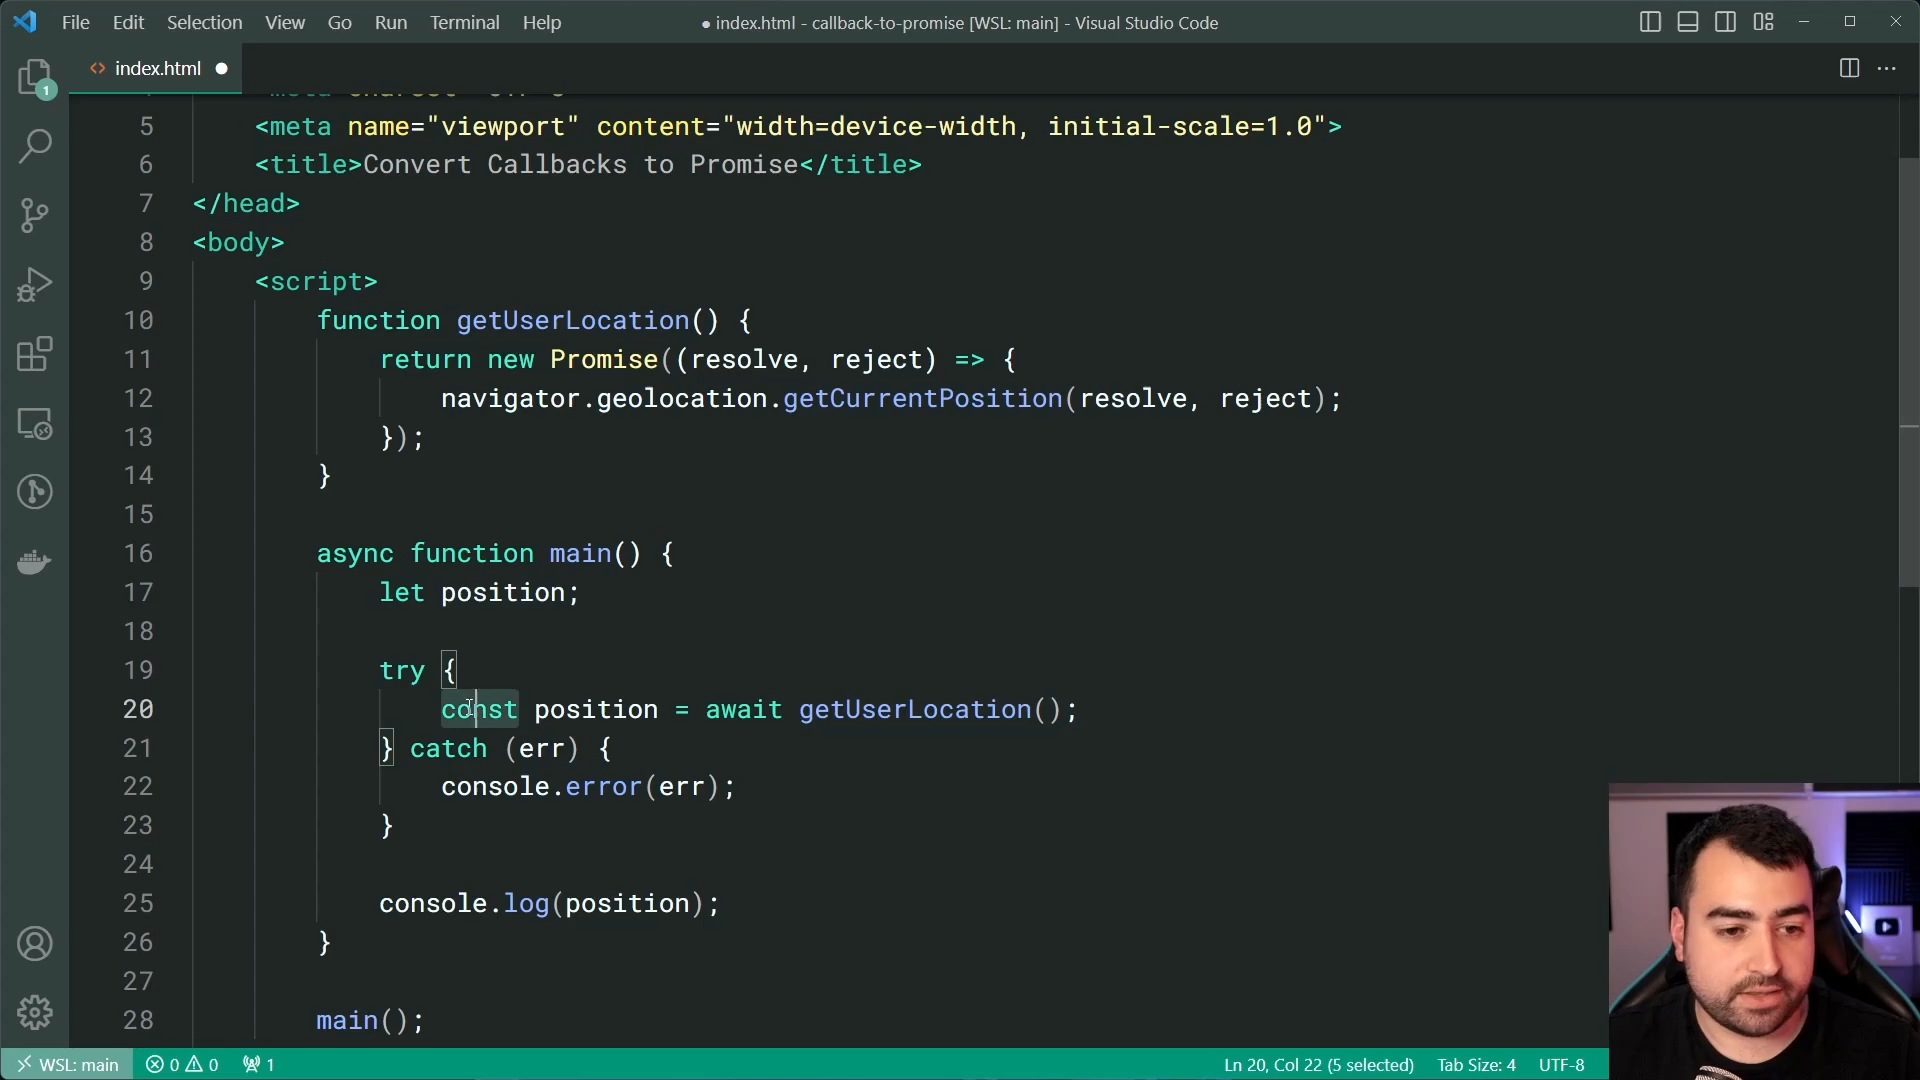 File Edit Selection View Go Run Terminal Help
● index.html - callback-to-promise [WSL: main] - Visual Studio Code
index.html
1
5 <meta name="viewport" content="width=device-width, initial-scale=1.0">
6 <title>Convert Callbacks to Promise</title>
7 </head>
8 <body>
9 <script>
10 function getUserLocation() {
11 return new Promise((resolve, reject) => {
12 navigator.geolocation.getCurrentPosition(resolve, reject);
13 });
14 }
15
16 async function main() {
17 let position;
18
19 try {
20 const position = await getUserLocation();
21 } catch (err) {
22 console.error(err);
23 }
24
25 console.log(position);
26 }
27
28 main();
WSL: main 0 0 1 Ln 20, Col 22 (5 selected) Tab Size: 4 UTF-8